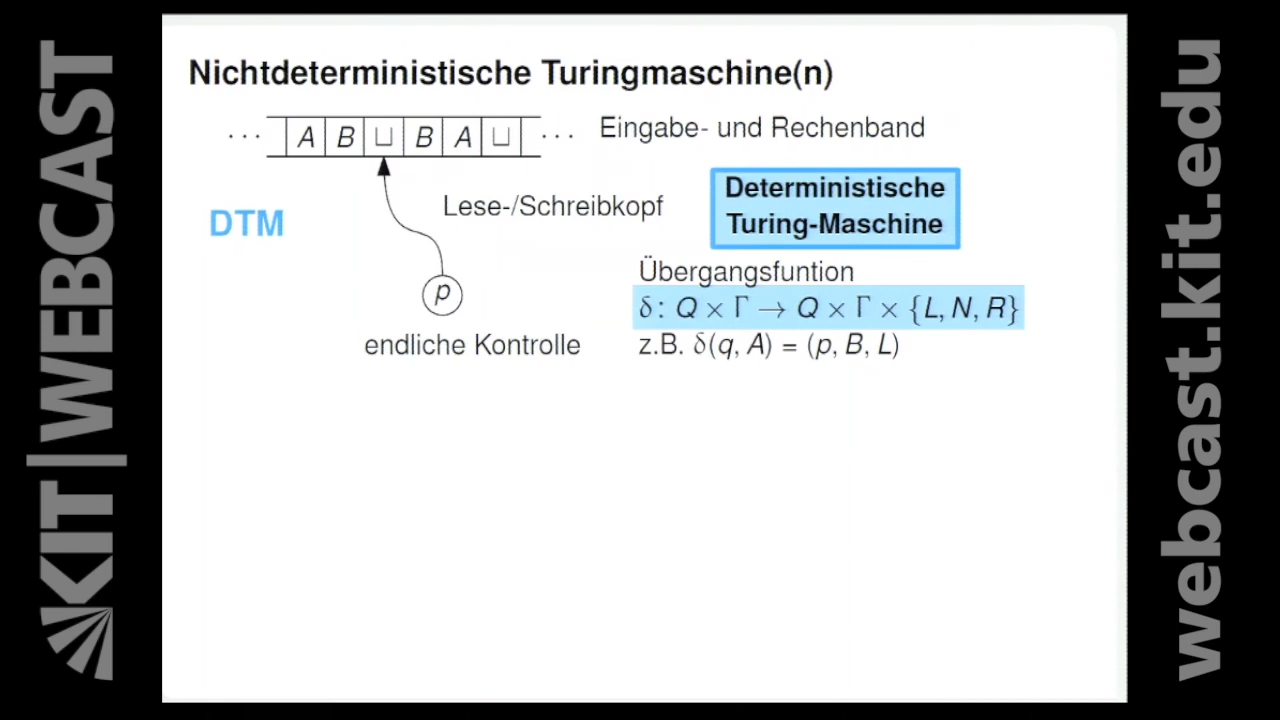 Nichtdeterministische Turingmaschine(n)
··· A B ⊔ B A ⊔ ··· Eingabe- und Rechenband
Deterministische
Turing-Maschine
Lese-/Schreibkopf
DTM
p
endliche Kontrolle
Übergangsfuntion
δ: Q × Γ → Q × Γ × {L, N, R}
z.B. δ(q, A) = (p, B, L)
KIT|WEBCAST
webcast.kit.edu